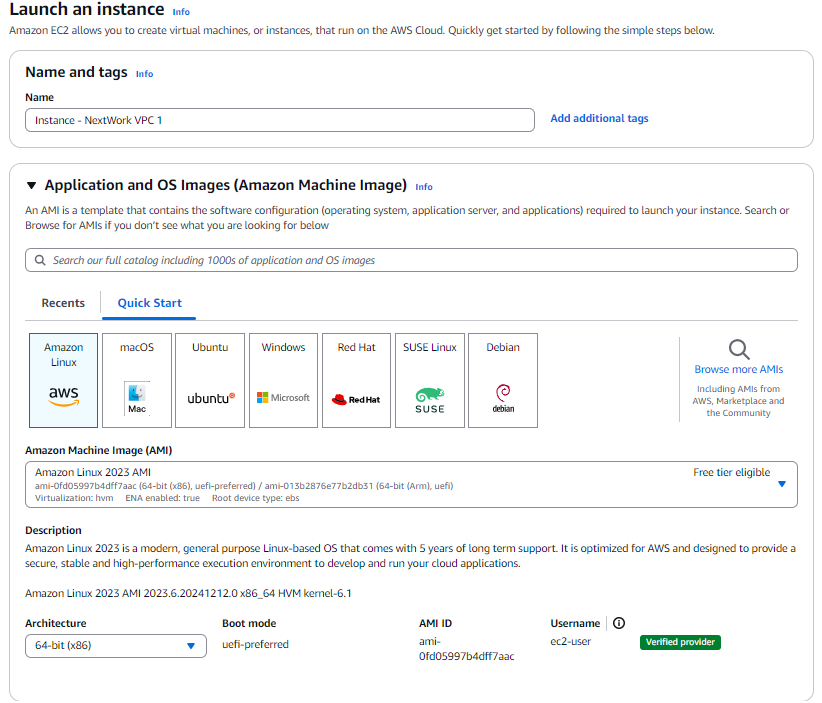 Launch an instance Info
Amazon EC2 allows you to create virtual machines, or instances, that run on the AWS Cloud. Quickly get started by following the simple steps below.
Name and tags Info
Name
Instance - NextWork VPC 1
Add additional tags
Application and OS Images (Amazon Machine Image) Info
An AMI is a template that contains the software configuration (operating system, application server, and applications) required to launch your instance. Search or
Browse for AMIs if you don't see what you are looking for below
Search our full catalog including 1000s of application and OS images
Recents
Quick Start
Amazon
Linux
aws
macOS
Mac
Ubuntu
ubuntu
Windows
Microsoft
Red Hat
Red Hat
SUSE Linux
SUSE
Debian
debian
Browse more AMIs
Including AMIs from
AWS, Marketplace and
the Community
Amazon Machine Image (AMI)
Amazon Linux 2023 AMI
Free tier eligible
ami-0fd05997b4dff7aac (64-bit (x86), uefi-preferred) / ami-013b2876e77b2db31 (64-bit (Arm), uefi)
Virtualization: hvm ENA enabled: true Root device type: ebs
Description
Amazon Linux 2023 is a modern, general purpose Linux-based OS that comes with 5 years of long term support. It is optimized for AWS and designed to provide a
secure, stable and high-performance execution environment to develop and run your cloud applications.
Amazon Linux 2023 AMI 2023.6.20241212.0 x86_64 HVM kernel-6.1
Architecture
64-bit (x86)
Boot mode
uefi-preferred
AMI ID
ami-
0fd05997b4dff7aac
Username
ec2-user
Verified provider